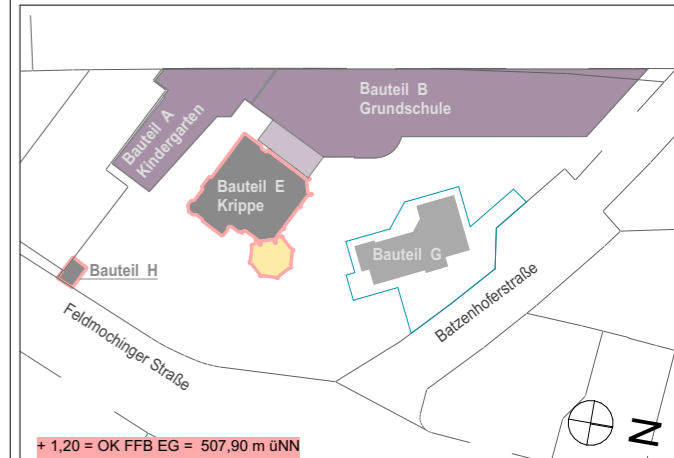 Bauteil B
Grundschule
Bauteil A
Kindergarten
Bauteil E
Krippe
Bauteil G
Bauteil H
Batzenhoferstraße
Feldmochinger Straße
N
+ 1,20 = OK FFB EG = 507,90 m üNN